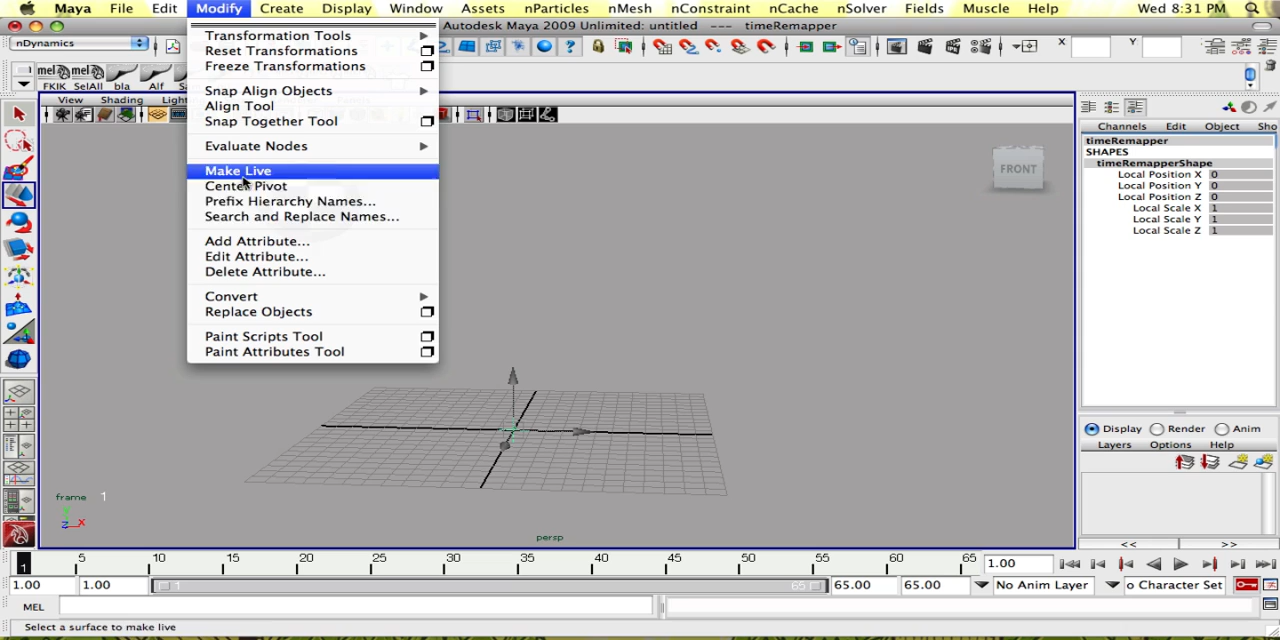 Maya File Edit Modify Create Display Window Assets nParticles nMesh nConstraint nCache nSolver Fields Muscle Help Wed 8:31 PM
Autodesk Maya 2009 Unlimited: untitled --- timeRemapper
nDynamics
X Y
mel mel
FKIK SelAll bla Alf
View Shading
Transformation Tools
Reset Transformations
Freeze Transformations
Snap Align Objects
Align Tool
Snap Together Tool
Evaluate Nodes
Make Live
Center Pivot
Prefix Hierarchy Names...
Search and Replace Names...
Add Attribute...
Edit Attribute...
Delete Attribute...
Convert
Replace Objects
Paint Scripts Tool
Paint Attributes Tool
FRONT
Channels Edit Object Sho
timeRemapper
SHAPES
timeRemapperShape
Local Position X 0
Local Position Y 0
Local Position Z 0
Local Scale X 1
Local Scale Y 1
Local Scale Z 1
Display Render Anim
Layers Options Help
<< >>
frame 1
Y
Z X
persp
1 5 10 15 20 25 30 35 40 45 50 55 60 65 1.00
1.00 1.00 1 65 65.00 65.00 No Anim Layer o Character Set
MEL
Select a surface to make live